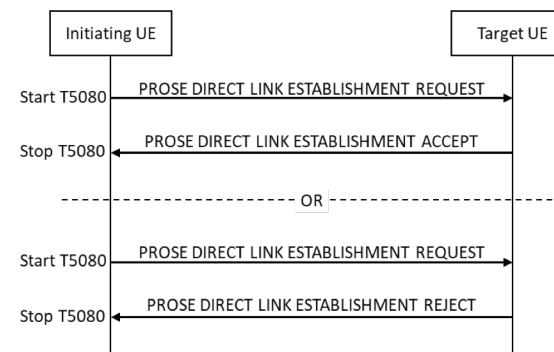 Initiating UE
Target UE
Start T5080
PROSE DIRECT LINK ESTABLISHMENT REQUEST
Stop T5080
PROSE DIRECT LINK ESTABLISHMENT ACCEPT
OR
Start T5080
PROSE DIRECT LINK ESTABLISHMENT REQUEST
Stop T5080
PROSE DIRECT LINK ESTABLISHMENT REJECT